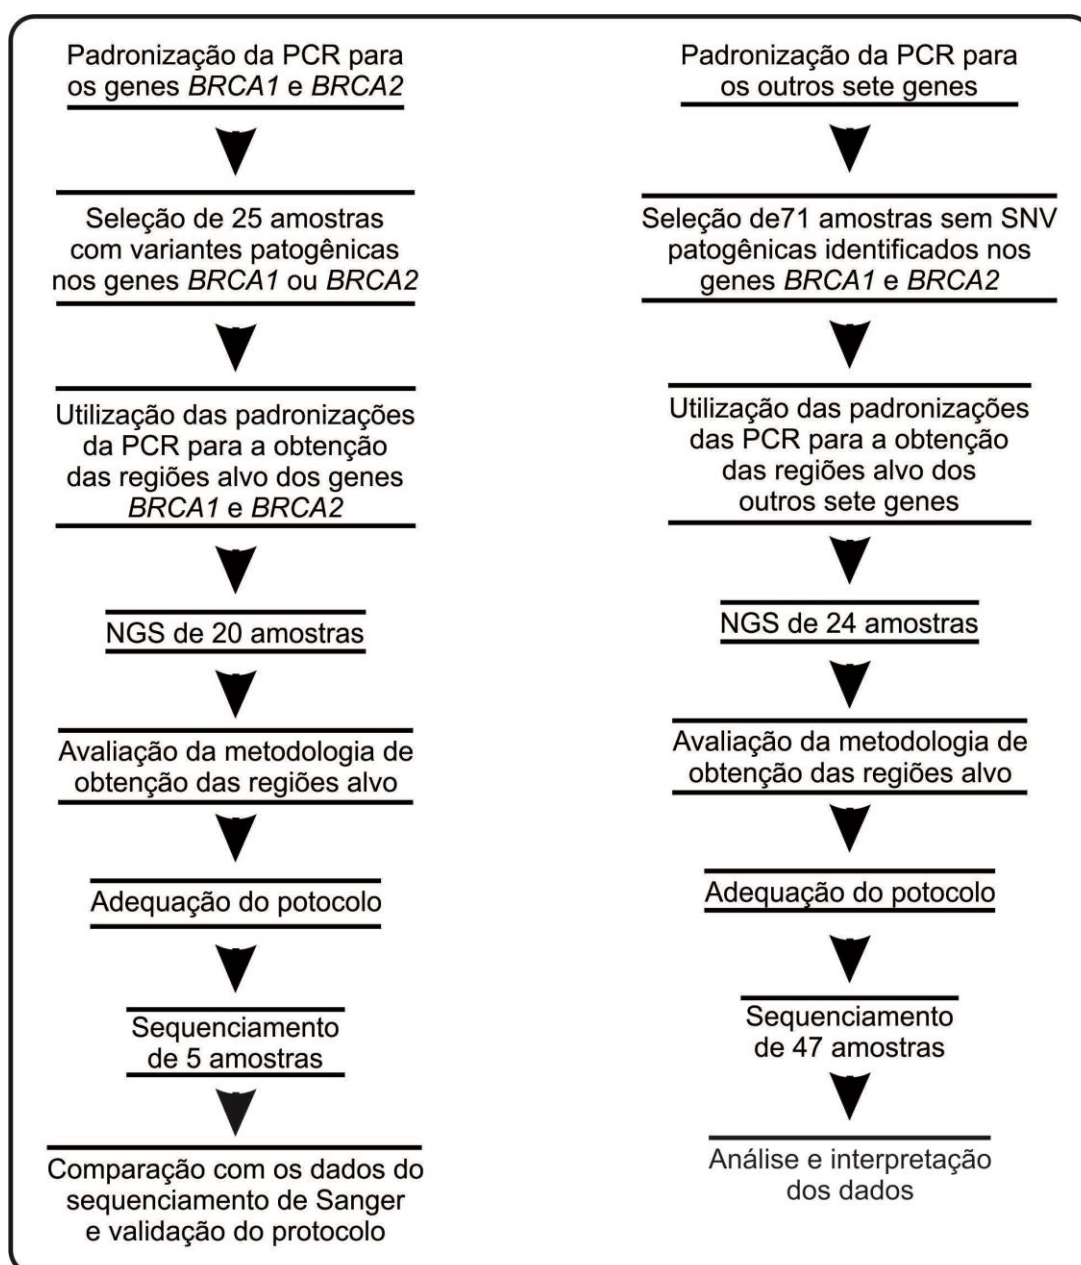 Padronização da PCR para
os genes BRCA1 e BRCA2
Seleção de 25 amostras
com variantes patogênicas
nos genes BRCA1 ou BRCA2
Utilização das padronizações
da PCR para a obtenção
das regiões alvo dos genes
BRCA1 e BRCA2
NGS de 20 amostras
Avaliação da metodologia de
obtenção das regiões alvo
Adequação do potocolo
Sequenciamento
de 5 amostras
Comparação com os dados do
sequenciamento de Sanger
e validação do protocolo
Padronização da PCR para
os outros sete genes
Seleção de71 amostras sem SNV
patogênicas identificados nos
genes BRCA1 e BRCA2
Utilização das padronizações
das PCR para a obtenção
das regiões alvo dos
outros sete genes
NGS de 24 amostras
Avaliação da metodologia de
obtenção das regiões alvo
Adequação do potocolo
Sequenciamento
de 47 amostras
Análise e interpretação
dos dados